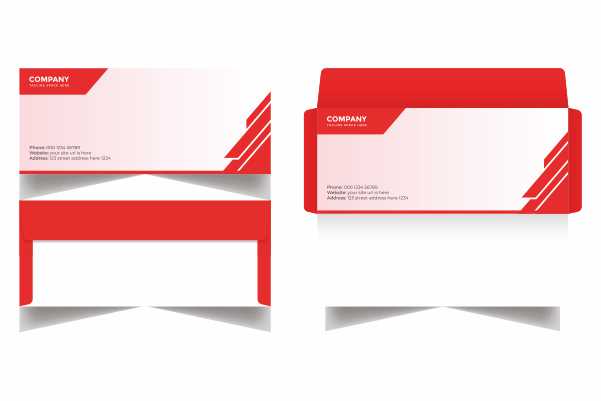 COMPANY
TAGLINE SPACE HERE
Phone: 000 1234 56789
Website: your site url is here
Address: 123 street address here 1234
COMPANY
TAGLINE SPACE HERE
Phone: 000 1234 56789
Website: your site url is here
Address: 123 street address here 1234